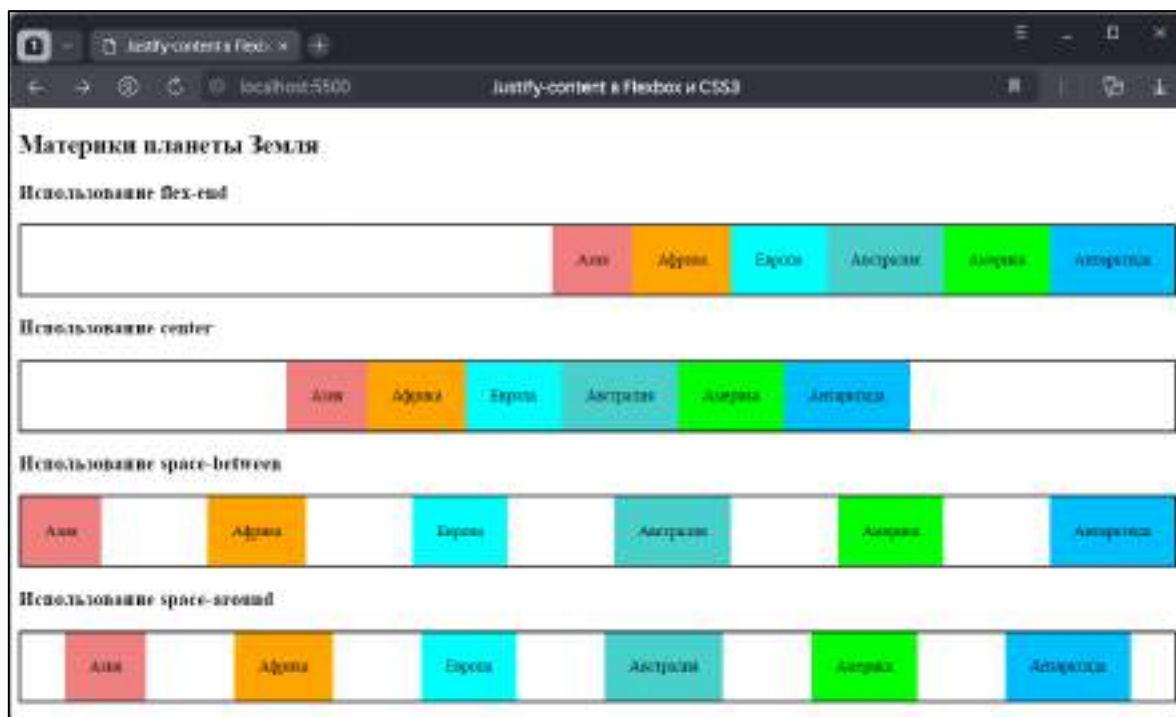 1
Justify-content в Flexb
localhost:5500 Justify-content в Flexbox и CSS3
Материки планеты Земля
Использование flex-end
Азия Африка Европа Австралия Америка Антарктида
Использование center
Азия Африка Европа Австралия Америка Антарктида
Использование space-between
Азия Африка Европа Австралия Америка Антарктида
Использование space-around
Азия Африка Европа Австралия Америка Антарктида